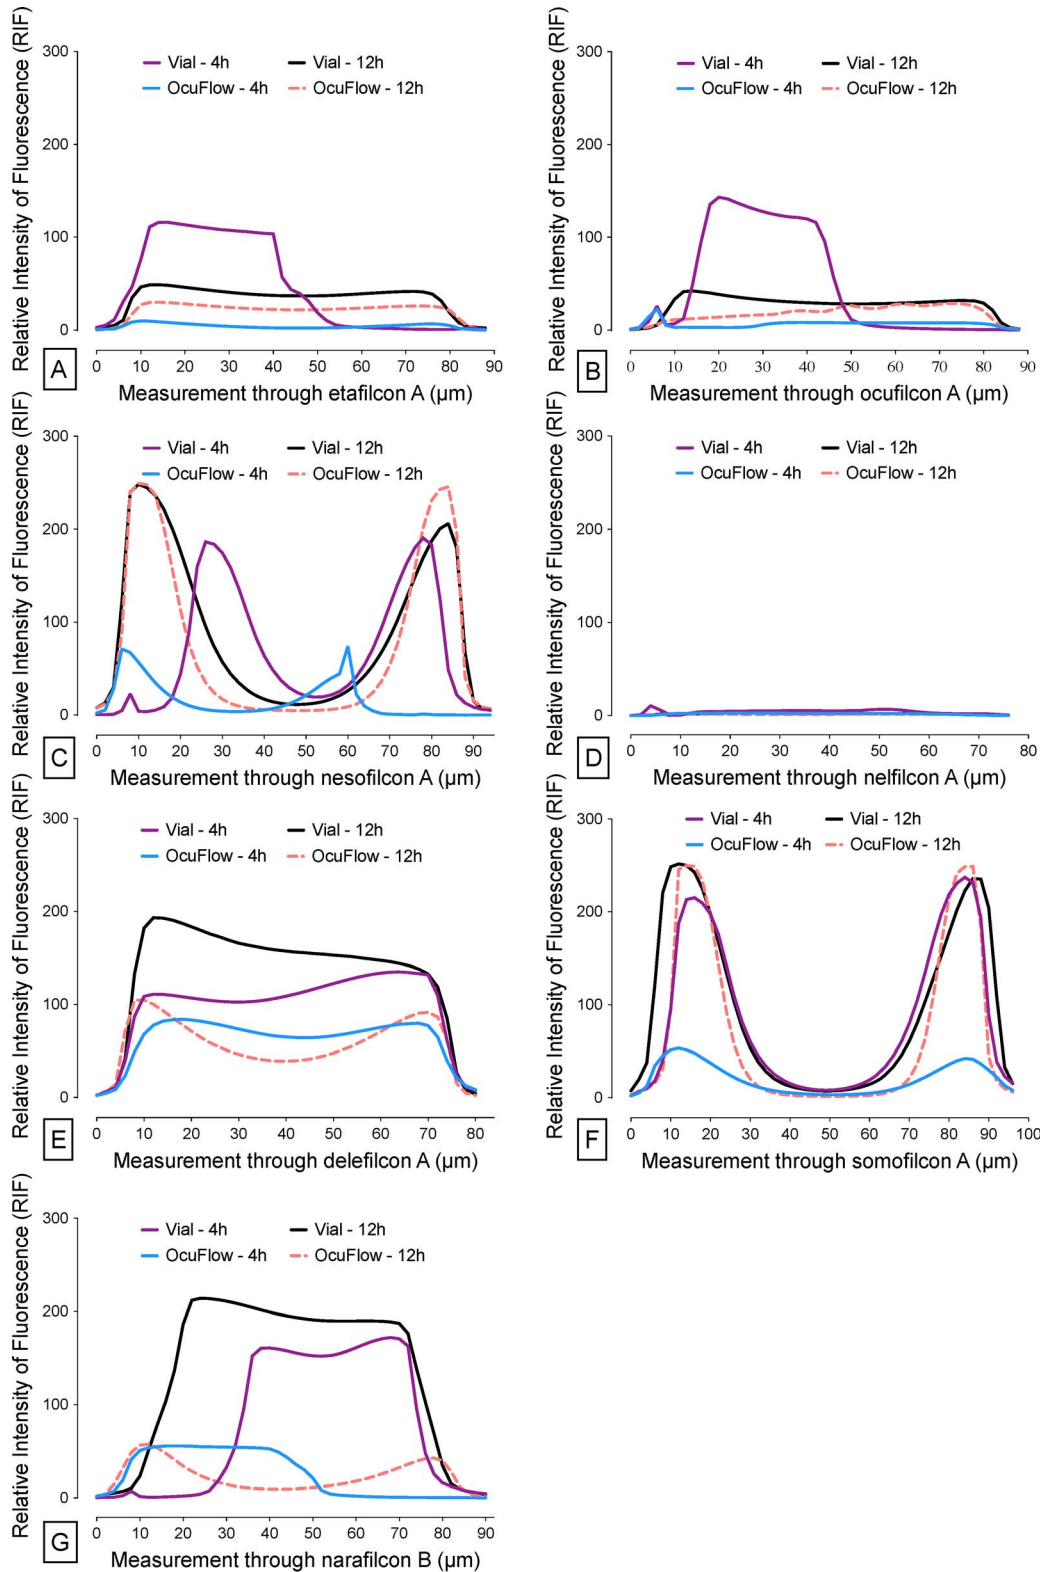 Relative Intensity of Fluorescence (RIF)
Vial - 4h Vial - 12h
OcuFlow - 4h OcuFlow - 12h
300
200
100
0
0 10 20 30 40 50 60 70 80 90
A
Measurement through etafilcon A (µm)
Relative Intensity of Fluorescence (RIF)
Vial - 4h Vial - 12h
OcuFlow - 4h OcuFlow - 12h
300
200
100
0
0 10 20 30 40 50 60 70 80 90
B
Measurement through ocufilcon A (µm)
Relative Intensity of Fluorescence (RIF)
Vial - 4h Vial - 12h
OcuFlow - 4h OcuFlow - 12h
300
200
100
0
0 10 20 30 40 50 60 70 80 90
C
Measurement through nesofilcon A (µm)
Relative Intensity of Fluorescence (RIF)
Vial - 4h Vial - 12h
OcuFlow - 4h OcuFlow - 12h
300
200
100
0
0 10 20 30 40 50 60 70 80
D
Measurement through nelfilcon A (µm)
Relative Intensity of Fluorescence (RIF)
Vial - 4h Vial - 12h
OcuFlow - 4h OcuFlow - 12h
300
200
100
0
0 10 20 30 40 50 60 70 80
E
Measurement through delefilcon A (µm)
Relative Intensity of Fluorescence (RIF)
Vial - 4h Vial - 12h
OcuFlow - 4h OcuFlow - 12h
300
200
100
0
0 10 20 30 40 50 60 70 80 90 100
F
Measurement through somofilcon A (µm)
Relative Intensity of Fluorescence (RIF)
Vial - 4h Vial - 12h
OcuFlow - 4h OcuFlow - 12h
300
200
100
0
0 10 20 30 40 50 60 70 80 90
G
Measurement through narafilcon B (µm)